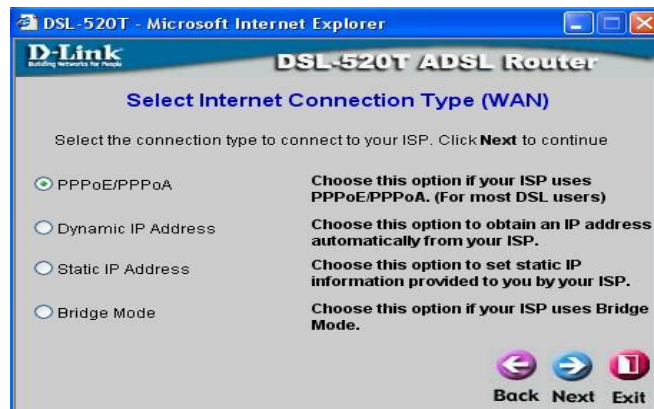 DSL-520T - Microsoft Internet Explorer
D-Link
Building Networks for People
DSL-520T ADSL Router
Select Internet Connection Type (WAN)
Select the connection type to connect to your ISP. Click Next to continue
PPPoE/PPPoA
Choose this option if your ISP uses
PPPoE/PPPoA. (For most DSL users)
Dynamic IP Address
Choose this option to obtain an IP address
automatically from your ISP.
Static IP Address
Choose this option to set static IP
information provided to you by your ISP.
Bridge Mode
Choose this option if your ISP uses Bridge
Mode.
Back Next Exit